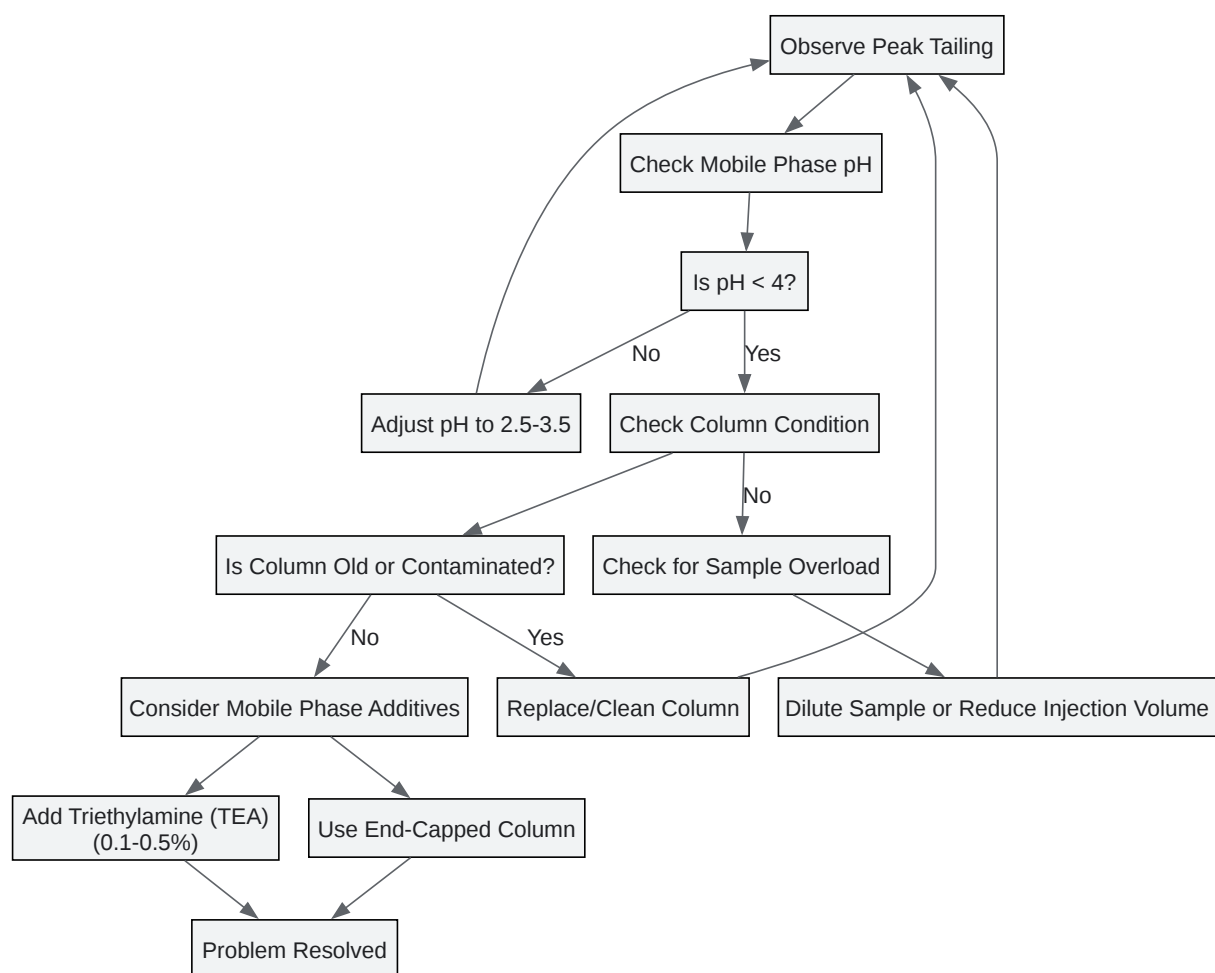 Observe Peak Tailing
Check Mobile Phase pH
Is pH < 4?
No
Yes
Adjust pH to 2.5-3.5
Check Column Condition
No
Is Column Old or Contaminated?
Check for Sample Overload
No
Yes
Consider Mobile Phase Additives
Replace/Clean Column
Dilute Sample or Reduce Injection Volume
Add Triethylamine (TEA)
(0.1-0.5%)
Use End-Capped Column
Problem Resolved